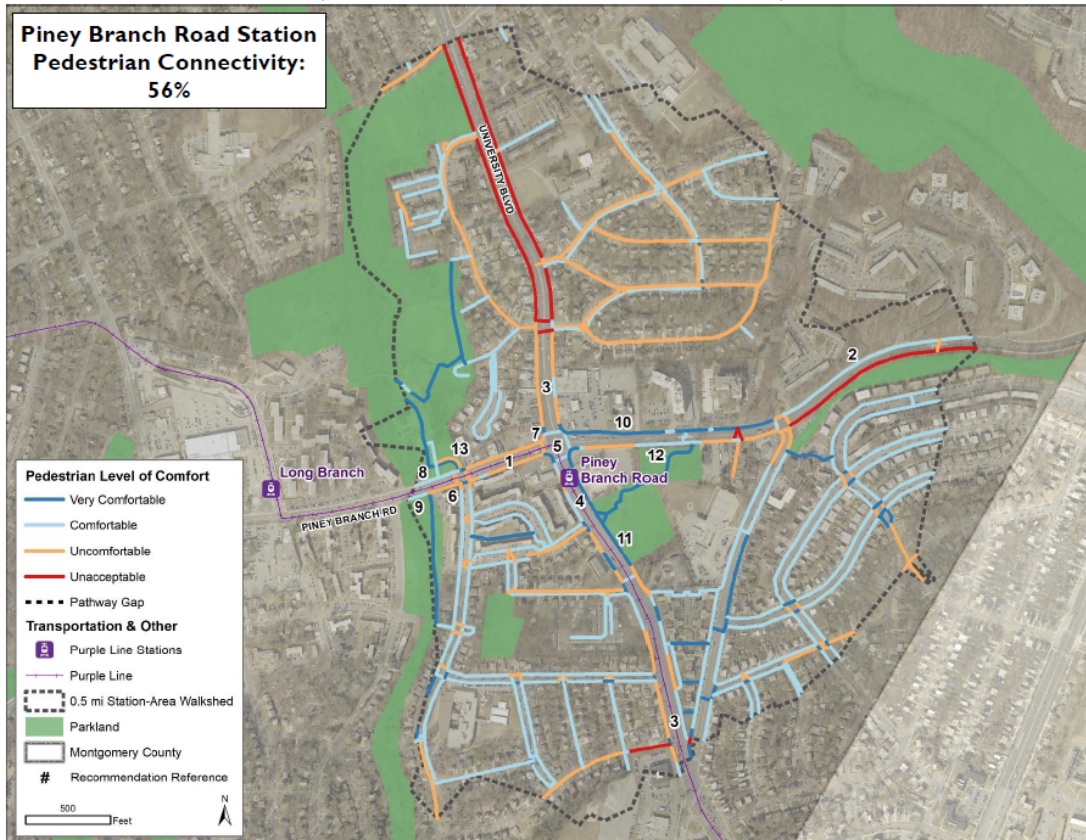 Piney Branch Road Station
Pedestrian Connectivity:
56%
UNIVERSITY BLVD
2
3
10
7
5
12
13
1
8
Long Branch
Piney
Branch Road
6
4
9
PINEY BRANCH RD
11
3
Pedestrian Level of Comfort
Very Comfortable
Comfortable
Uncomfortable
Unacceptable
Pathway Gap
Transportation & Other
Purple Line Stations
Purple Line
0.5 mi Station-Area Walkshed
Parkland
Montgomery County
# Recommendation Reference
500
Feet
N